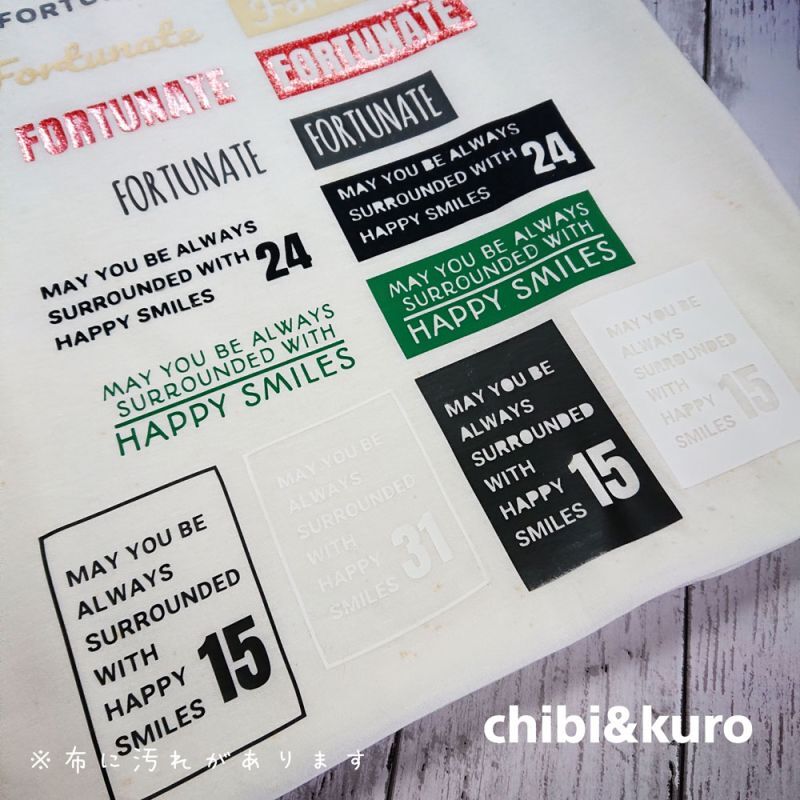 FORTUNATE
Fortunate
Fortunate
FORTUNATE
FORTUNATE
FORTUNATE
FORTUNATE
MAY YOU BE ALWAYS
SURROUNDED WITH
HAPPY SMILES
24
MAY YOU BE ALWAYS
SURROUNDED WITH
HAPPY SMILES
24
MAY YOU BE ALWAYS
SURROUNDED WITH
HAPPY SMILES
MAY YOU BE ALWAYS
SURROUNDED WITH
HAPPY SMILES
MAY YOU BE
ALWAYS
SURROUNDED
WITH
HAPPY
SMILES
15
MAY YOU BE
ALWAYS
SURROUNDED
WITH
HAPPY
SMILES
31
MAY YOU BE
ALWAYS
SURROUNDED
WITH
HAPPY
SMILES
15
MAY YOU BE
ALWAYS
SURROUNDED
WITH
HAPPY
SMILES
15
chibi&kuro
※布に汚れがあります